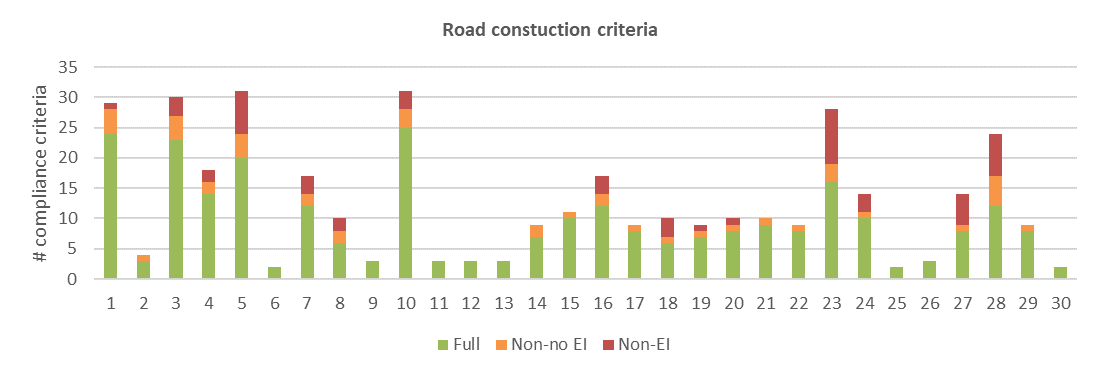 Road constuction criteria
# compliance criteria
35
30
25
20
15
10
5
0
1 2 3 4 5 6 7 8 9 10 11 12 13 14 15 16 17 18 19 20 21 22 23 24 25 26 27 28 29 30
Full Non-no EI Non-EI